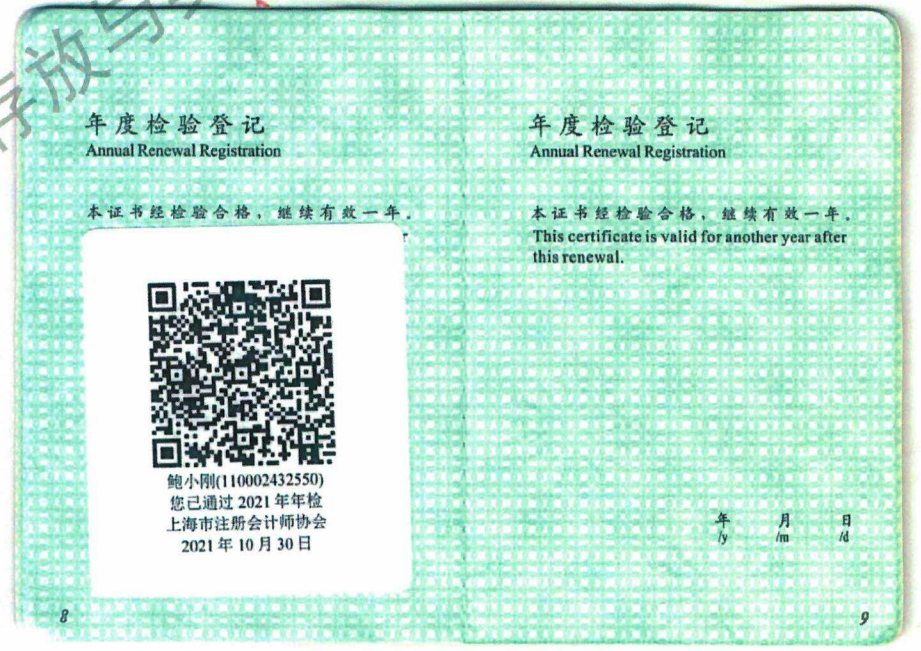 存放与
年度检验登记
Annual Renewal Registration
本证书经检验合格，继续有效一年。
鲍小刚(110002432550)
您已通过 2021 年年检
上海市注册会计师协会
2021 年 10 月 30 日
8
年度检验登记
Annual Renewal Registration
本证书经检验合格，继续有效一年。
This certificate is valid for another year after
this renewal.
年 月 日
/y /m /d
9